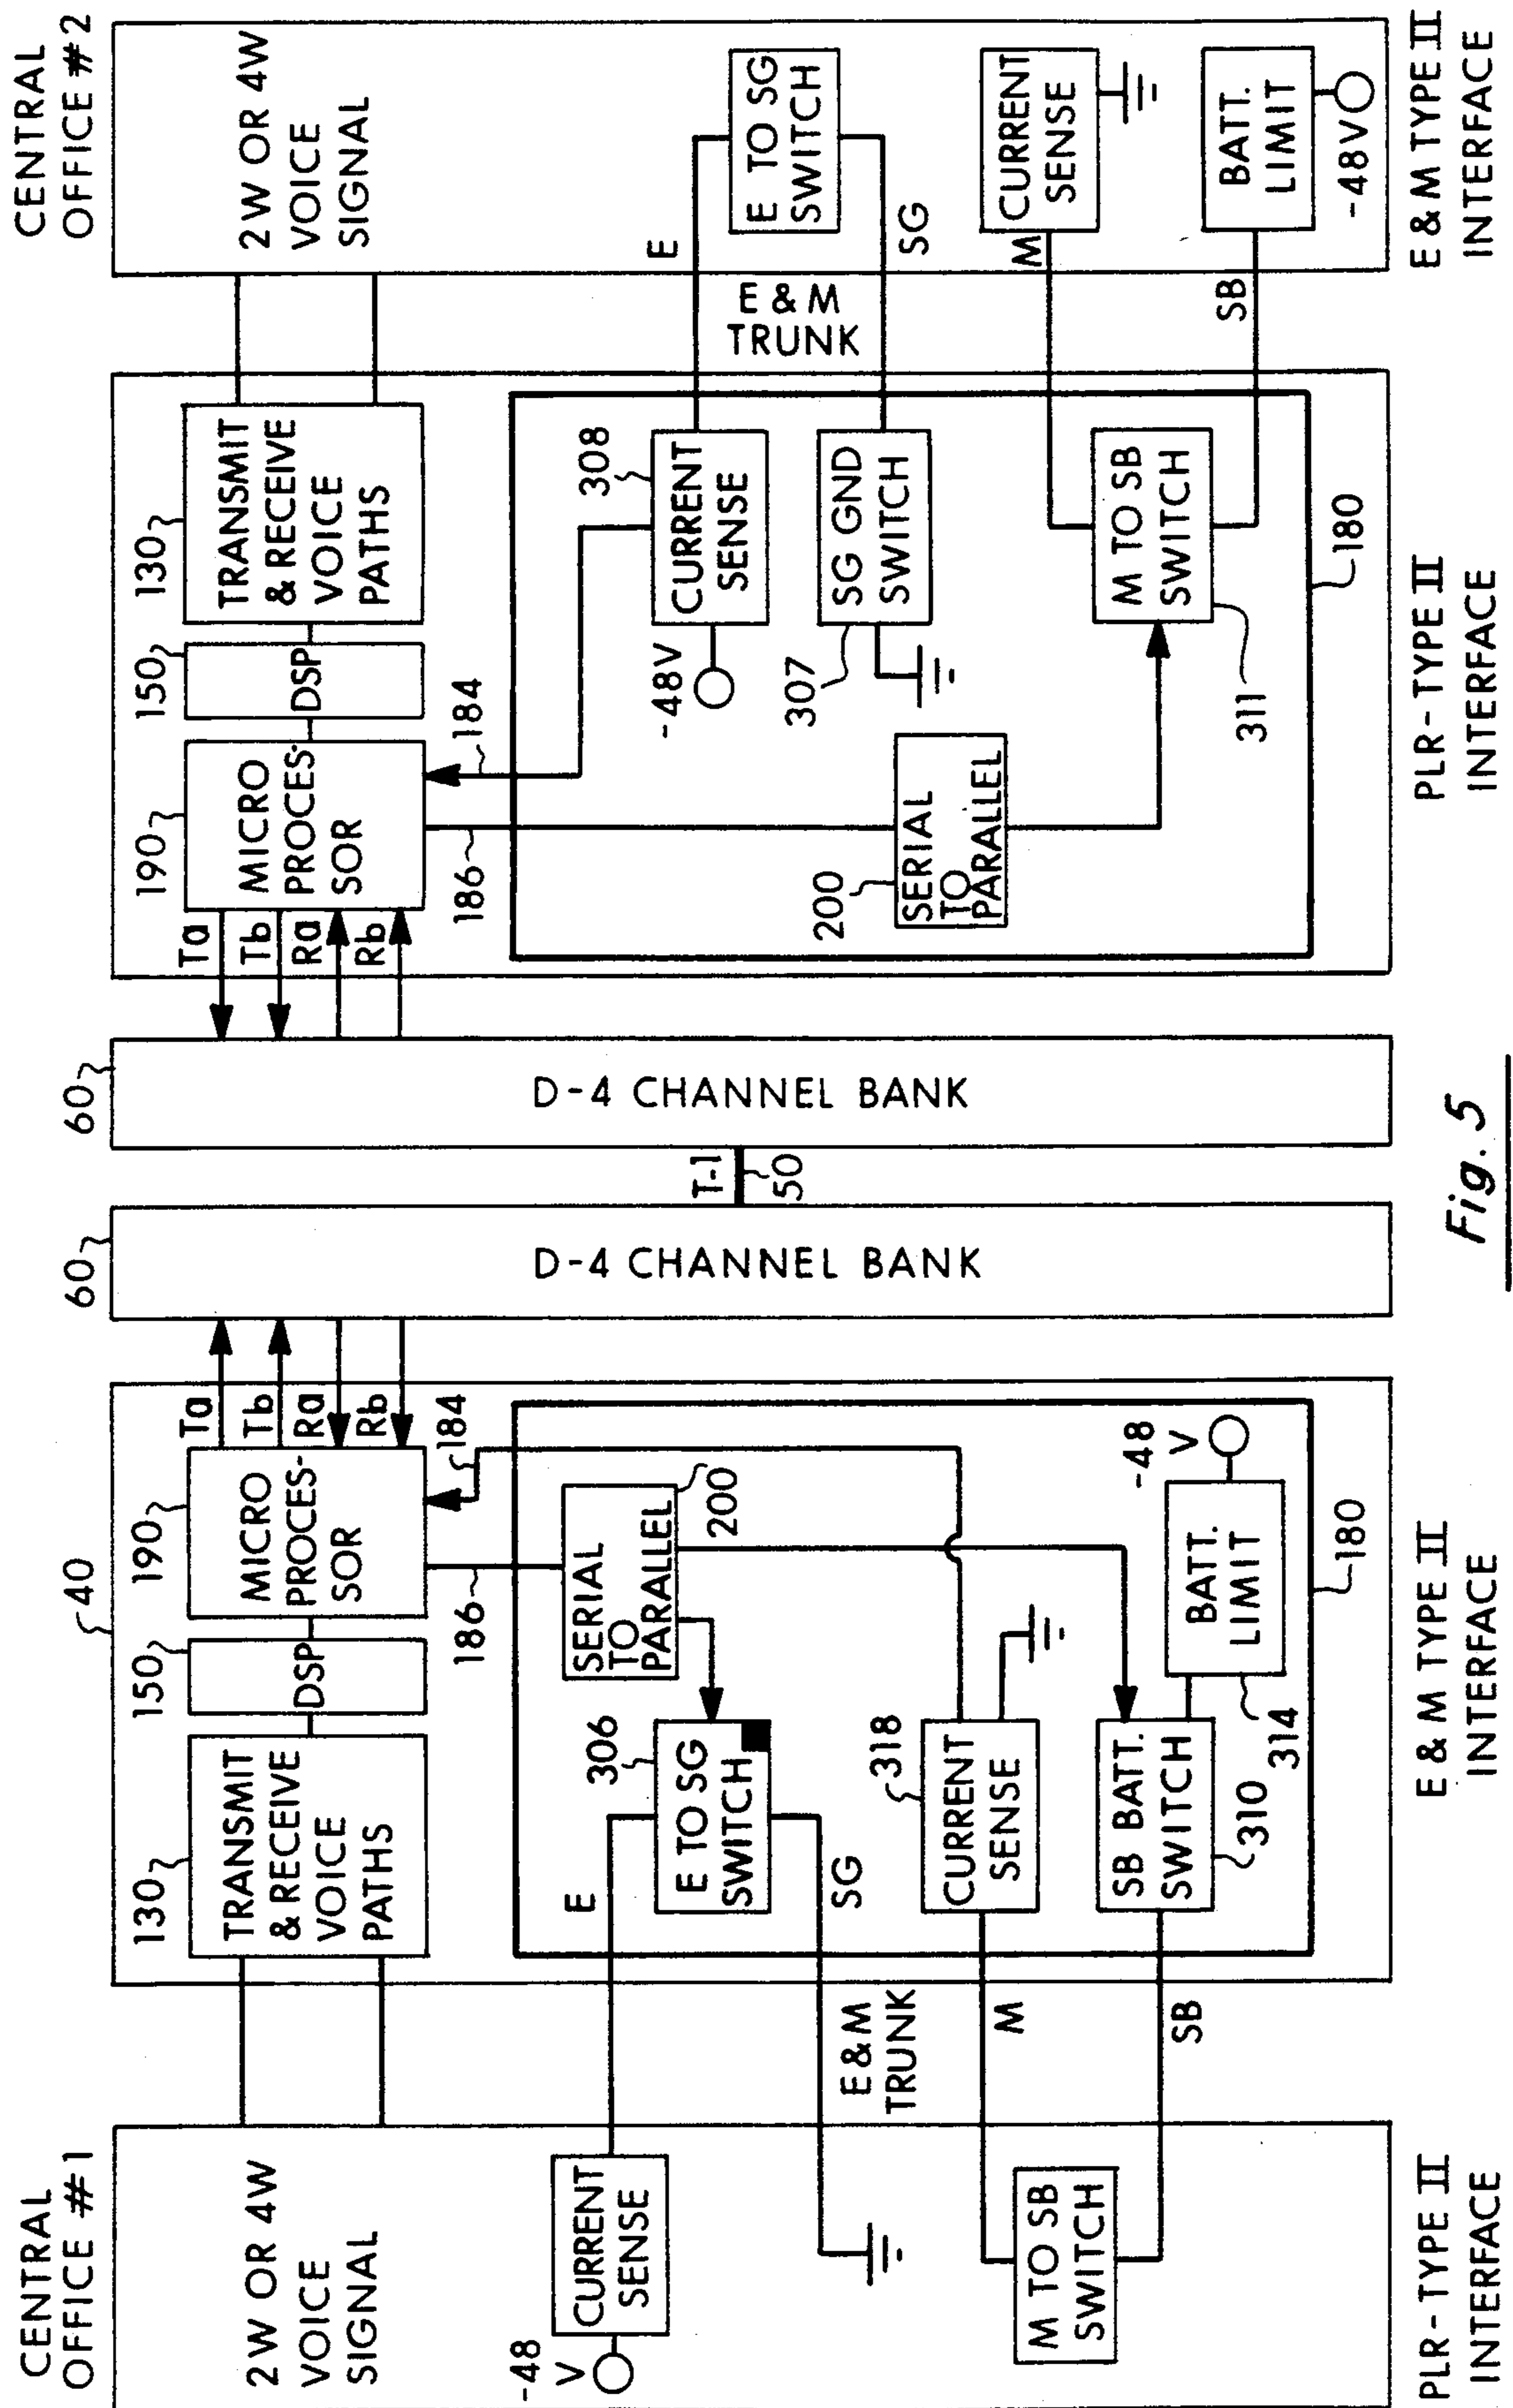 CENTRAL
OFFICE #1
2W OR 4W
VOICE
SIGNAL
-48
V
CURRENT
SENSE
M TO SB
SWITCH
PLR-TYPE II
INTERFACE
E & M
TRUNK
M
SB
40
130
TRANSMIT
& RECEIVE
VOICE
PATHS
150
DSP
190
MICRO
PROCES-
SOR
Ta
Tb
Ra
Rb
184
186
E
SG
306
E TO SG
SWITCH
SERIAL
TO
PARALLEL
200
318
CURRENT
SENSE
SB BATT.
SWITCH
310
BATT.
LIMIT
314
-48
V
180
E & M TYPE II
INTERFACE
60
D-4 CHANNEL BANK
T-1
50
60
D-4 CHANNEL BANK
Ta
Tb
Ra
Rb
190
MICRO
PROCES-
SOR
150
DSP
130
TRANSMIT
& RECEIVE
VOICE
PATHS
186
184
200
SERIAL
TO
PARALLEL
-48V
308
CURRENT
SENSE
307
SG GND
SWITCH
M TO SB
SWITCH
311
180
PLR-TYPE II
INTERFACE
E & M
TRUNK
SB
CENTRAL
OFFICE #2
2W OR 4W
VOICE
SIGNAL
E
E TO SG
SWITCH
SG
M
CURRENT
SENSE
BATT.
LIMIT
-48V
E & M TYPE II
INTERFACE
Fig. 5